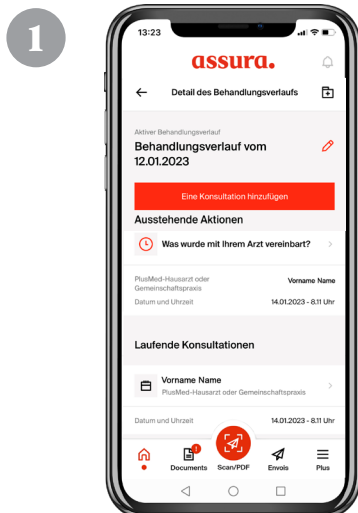 1
13:23
assura.
Detail des Behandlungsverlaufs
Aktiver Behandlungsverlauf
Behandlungsverlauf vom
12.01.2023
Eine Konsultation hinzufügen
Ausstehende Aktionen
Was wurde mit Ihrem Arzt vereinbart?
PlusMed-Hausarzt oder
Gemeinschaftspraxis
Vorname Name
Datum und Uhrzeit
14.01.2023 - 8.11 Uhr
Laufende Konsultationen
Vorname Name
PlusMed-Hausarzt oder Gemeinschaftspraxis
Datum und Uhrzeit
14.01.2023 - 8.11 Uhr
Documents
Scan/PDF
Envois
Plus